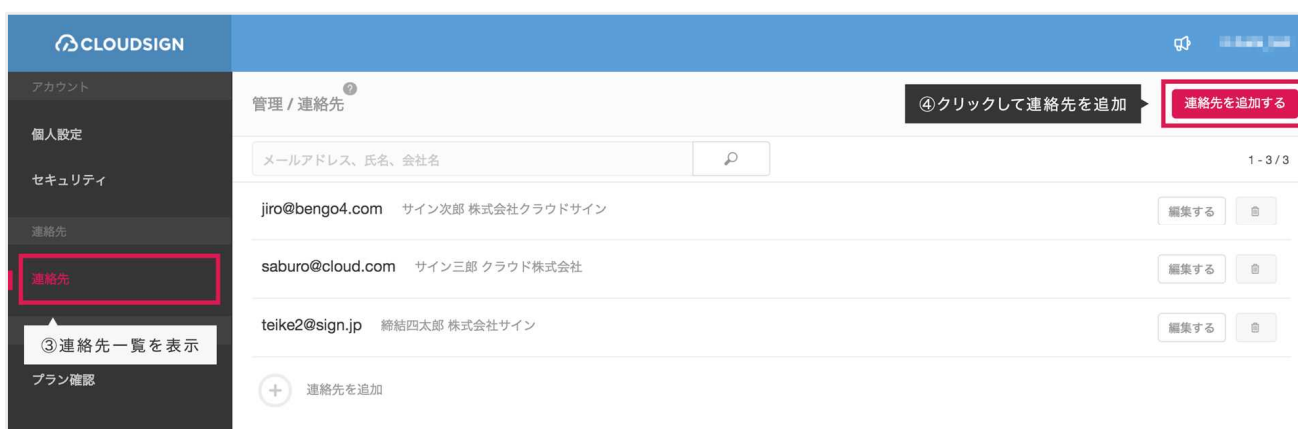 CLOUDSIGN
アカウント
個人設定
セキュリティ
連絡先
連絡先
③連絡先一覧を表示
プラン確認
管理 / 連絡先 ?
④クリックして連絡先を追加
連絡先を追加する
メールアドレス、氏名、会社名
1 - 3 / 3
jiro@bengo4.com サイン次郎 株式会社クラウドサイン 編集する
saburo@cloud.com サイン三郎 クラウド株式会社 編集する
teike2@sign.jp 締結四太郎 株式会社サイン 編集する
連絡先を追加